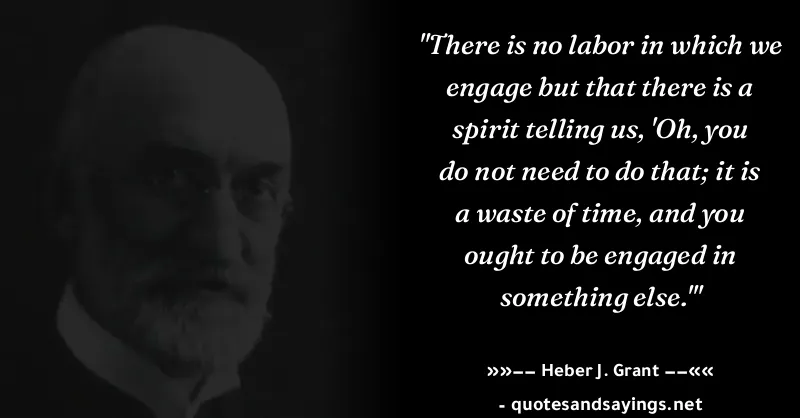 "There is no labor in which we
engage but that there is a
spirit telling us, 'Oh, you
do not need to do that; it is
a waste of time, and you
ought to be engaged in
something else.'"
»»–– Heber J. Grant ––««
- quotesandsayings.net